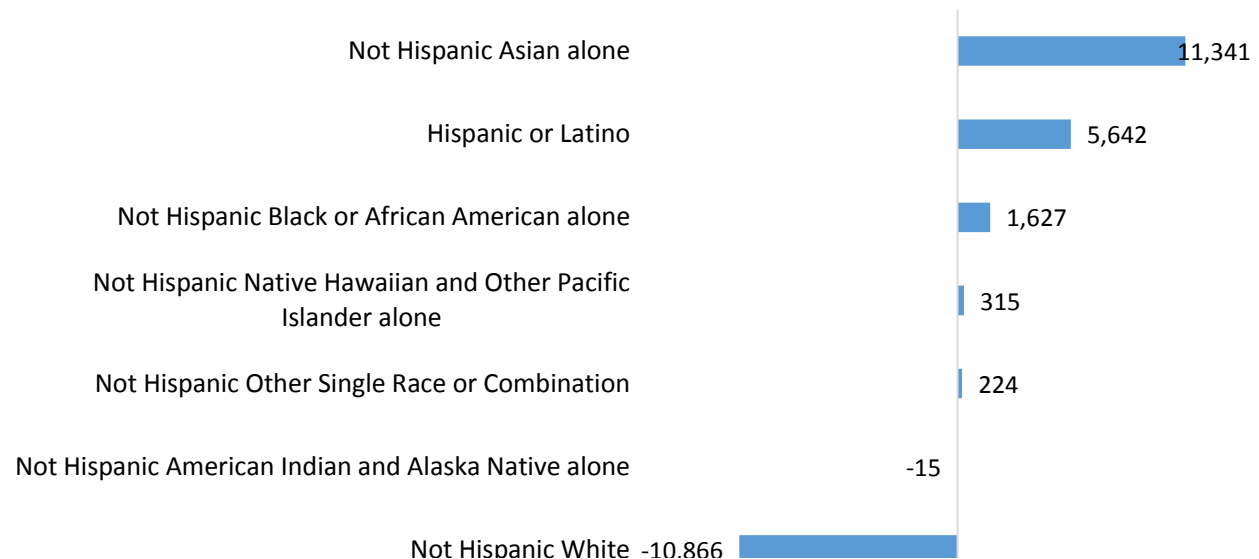 Not Hispanic Asian alone 11,341
Hispanic or Latino 5,642
Not Hispanic Black or African American alone 1,627
Not Hispanic Native Hawaiian and Other Pacific
Islander alone 315
Not Hispanic Other Single Race or Combination 224
Not Hispanic American Indian and Alaska Native alone -15
Not Hispanic White -10,866